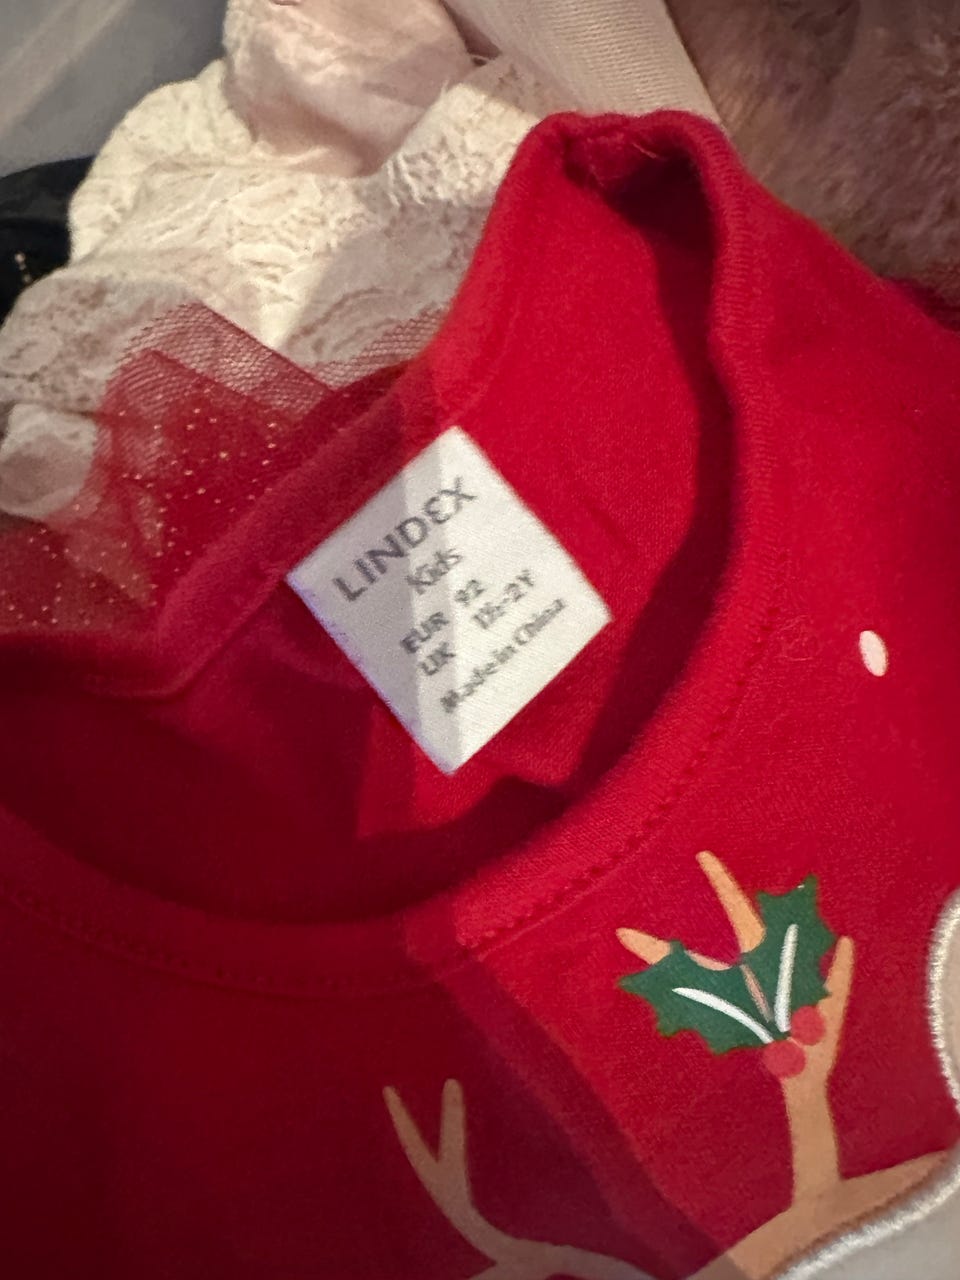 LINDEX
Kids
EUR 92
UK 1½-2Y
Made in China